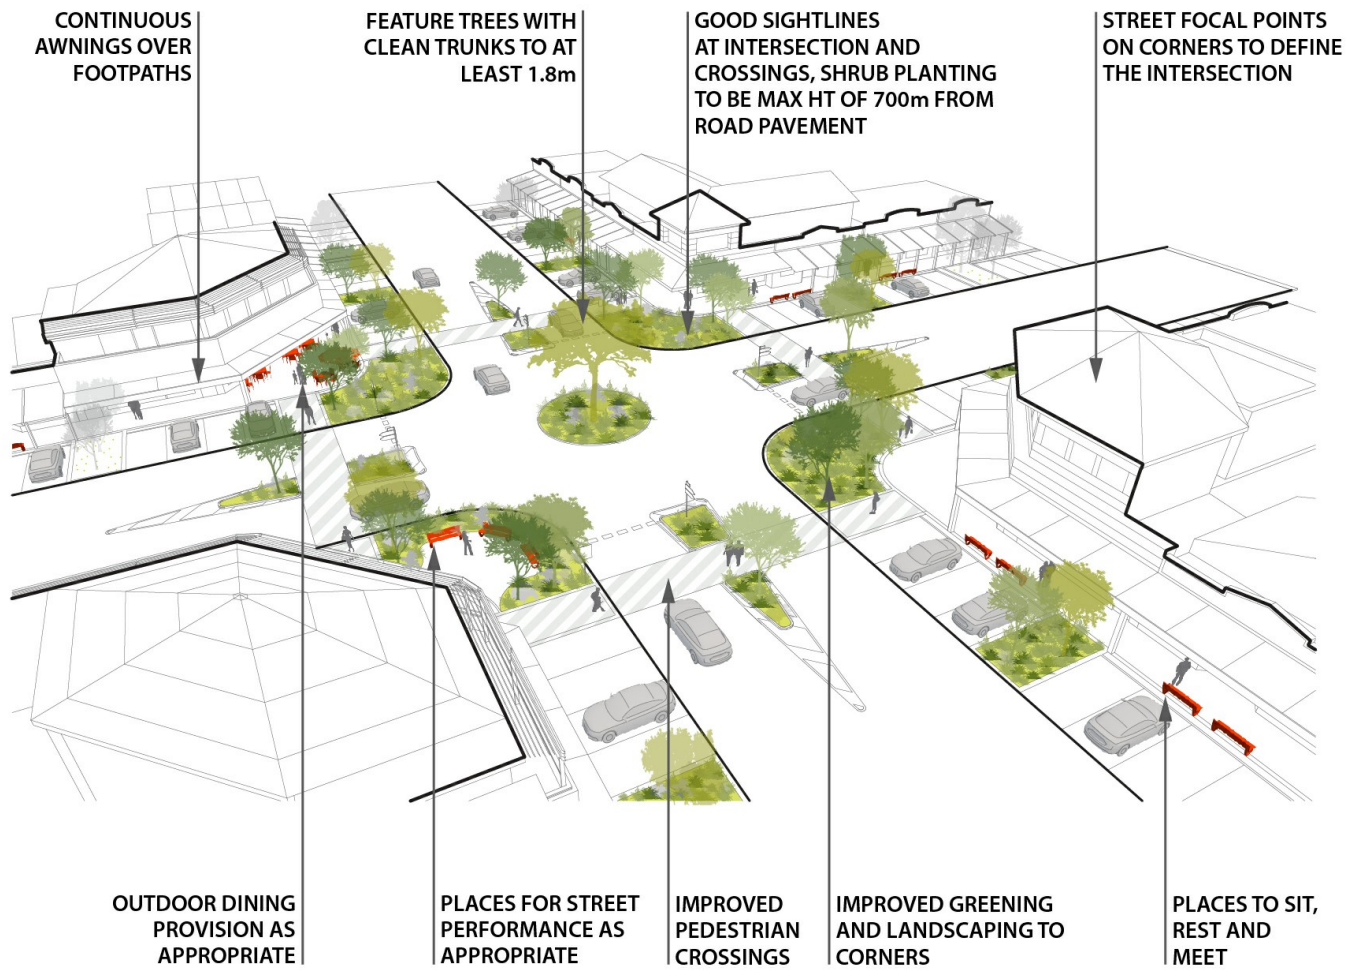 CONTINUOUS
AWNINGS OVER
FOOTPATHS
FEATURE TREES WITH
CLEAN TRUNKS TO AT
LEAST 1.8m
GOOD SIGHTLINES
AT INTERSECTION AND
CROSSINGS, SHRUB PLANTING
TO BE MAX HT OF 700m FROM
ROAD PAVEMENT
STREET FOCAL POINTS
ON CORNERS TO DEFINE
THE INTERSECTION
OUTDOOR DINING
PROVISION AS
APPROPRIATE
PLACES FOR STREET
PERFORMANCE AS
APPROPRIATE
IMPROVED
PEDESTRIAN
CROSSINGS
IMPROVED GREENING
AND LANDSCAPING TO
CORNERS
PLACES TO SIT,
REST AND
MEET